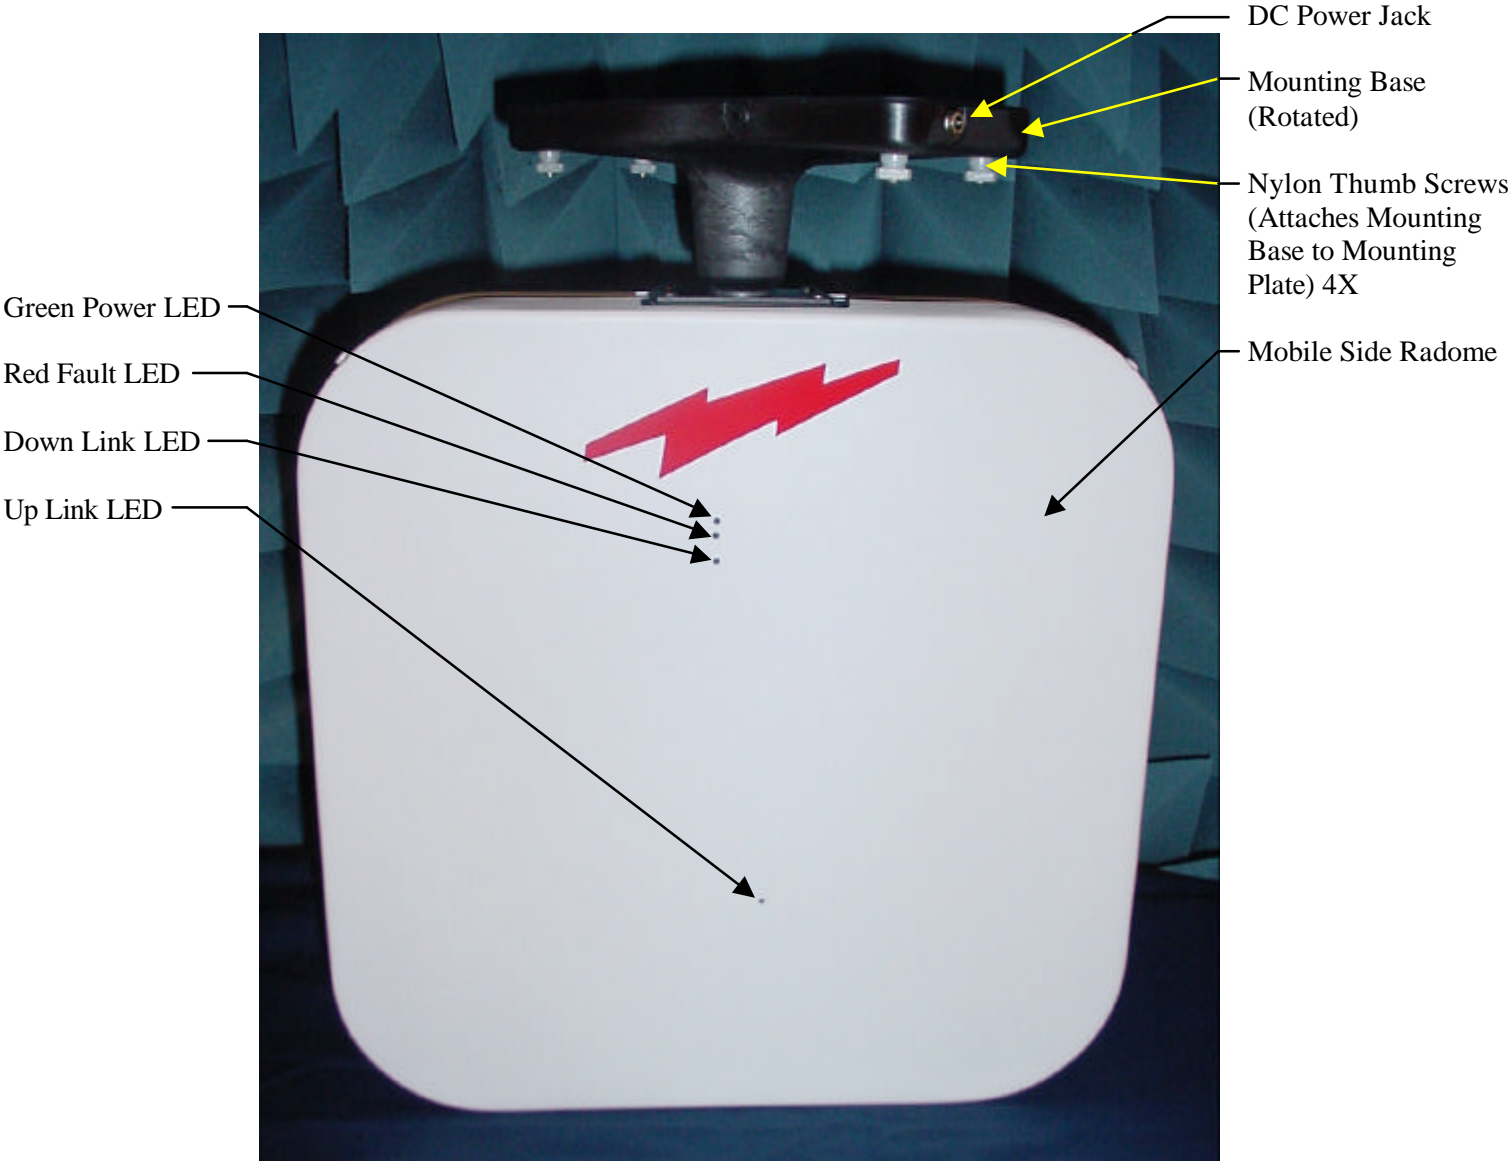 DC Power Jack
Mounting Base
(Rotated)
Nylon Thumb Screws
(Attaches Mounting
Base to Mounting
Plate) 4X
Mobile Side Radome
Green Power LED
Red Fault LED
Down Link LED
Up Link LED